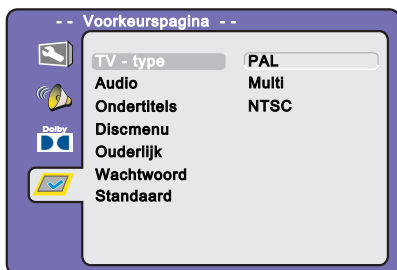 - - Voorkeurspagina - -
TV - type PAL
Audio Multi
Ondertitels NTSC
Dolby
Discmenu
Ouderlijk
Wachtwoord
Standaard